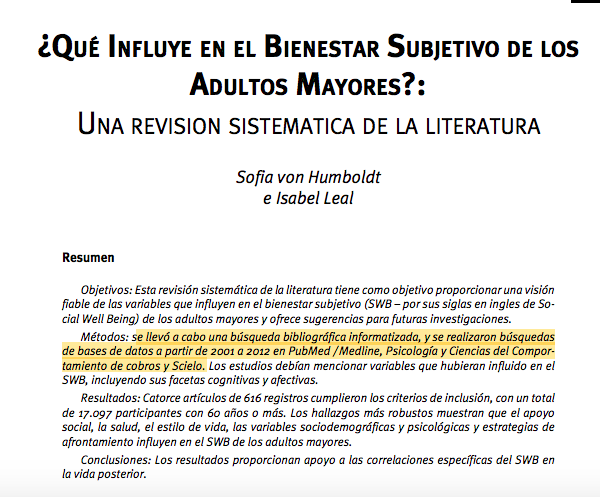 ¿Qué Influye en el Bienestar Subjetivo de los
Adultos Mayores?:
Una revision sistematica de la literatura
Sofia von Humboldt
e Isabel Leal
Resumen
Objetivos: Esta revisión sistemática de la literatura tiene como objetivo proporcionar una visión
fiable de las variables que influyen en el bienestar subjetivo (SWB – por sus siglas en ingles de So-
cial Well Being) de los adultos mayores y ofrece sugerencias para futuras investigaciones.
Métodos: se llevó a cabo una búsqueda bibliográfica informatizada, y se realizaron búsquedas
de bases de datos a partir de 2001 a 2012 en PubMed /Medline, Psicología y Ciencias del Compor-
tamiento de cobros y Scielo. Los estudios debían mencionar variables que hubieran influido en el
SWB, incluyendo sus facetas cognitivas y afectivas.
Resultados: Catorce artículos de 616 registros cumplieron los criterios de inclusión, con un total
de 17.097 participantes con 60 años o más. Los hallazgos más robustos muestran que el apoyo
social, la salud, el estilo de vida, las variables sociodemográficas y psicológicas y estrategias de
afrontamiento influyen en el SWB de los adultos mayores.
Conclusiones: Los resultados proporcionan apoyo a las correlaciones específicas del SWB en
la vida posterior.